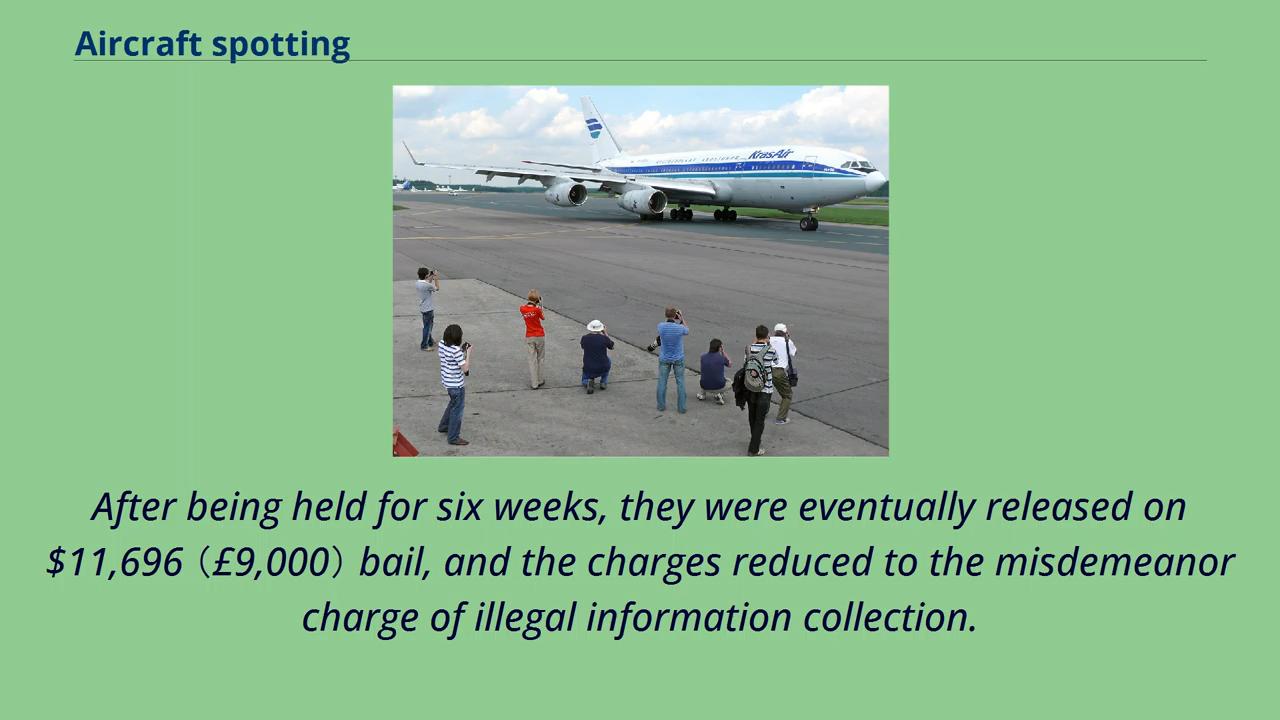 Aircraft spotting
KrasAir
After being held for six weeks, they were eventually released on
$11,696（£9,000）bail, and the charges reduced to the misdemeanor
charge of illegal information collection.